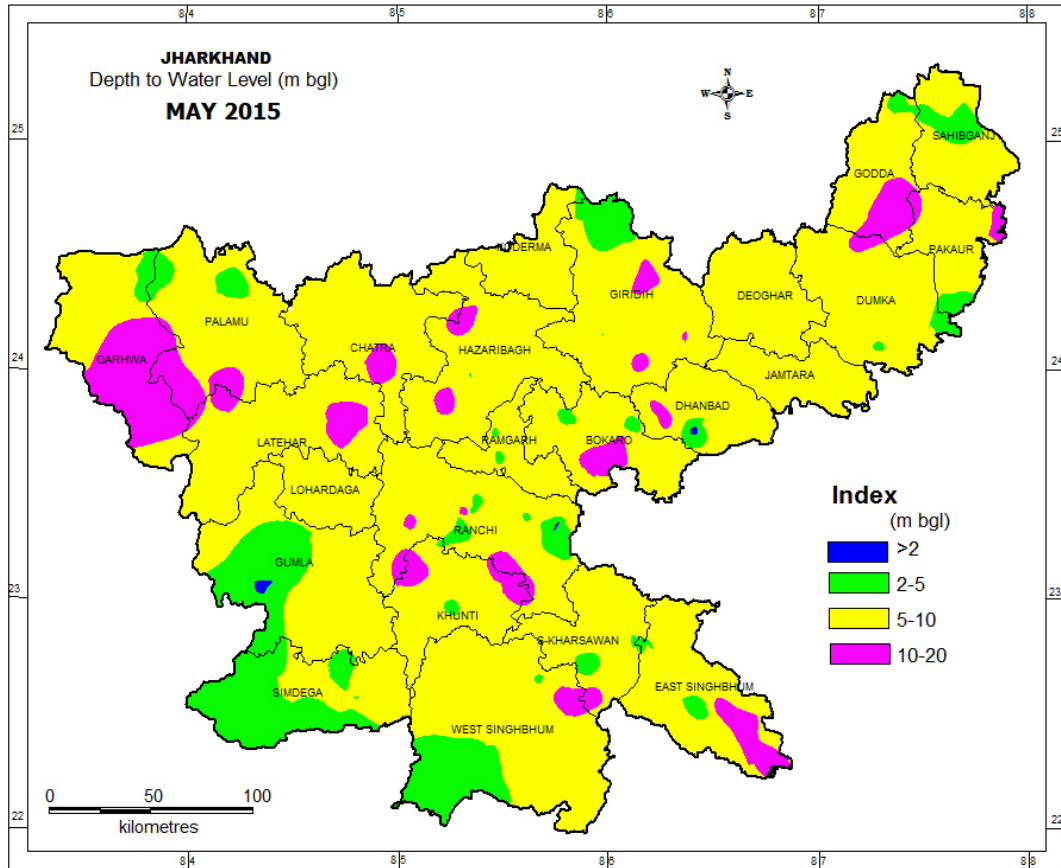 84 85 86 87 88
JHARKHAND
Depth to Water Level (m bgl)
MAY 2015
N
W E
S
25 25
SAHIBGANJ
GODDA
PAKAUR
GIRIDIH
DEOGHAR
DUMKA
PALAMU
CHATRA
HAZARIBAGH
GARHWA
24 24
JAMTARA
DHANBAD
LATEHAR
RAMGARH
BOKARO
LOHARDAGA
RANCHI
GUMLA
23 23
KHUNTI
S-KHARSAWAN
SIMDEGA
EAST SINGHBHUM
WEST SINGHBHUM
Index
(m bgl)
>2
2-5
5-10
10-20
0 50 100
kilometres
22 22
84 85 86 87 88